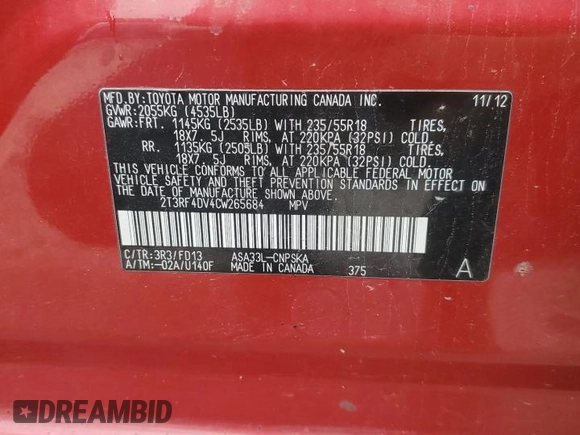 MFD.BY:TOYOTA MOTOR MANUFACTURING CANADA INC. 11/12
GVWR:2055KG (4535LB)
GAWR:FRT. 1145KG (2535LB) WITH 235/55R18 TIRES,
18X7. 5J RIMS, AT 220KPA (32PSI) COLD.
RR. 1135KG (2505LB) WITH 235/55R18 TIRES,
18X7. 5J RIMS, AT 220KPA (32PSI) COLD.
THIS VEHICLE CONFORMS TO ALL APPLICABLE FEDERAL MOTOR
VEHICLE SAFETY AND THEFT PREVENTION STANDARDS IN
EFFECT ON THE DATE OF MANUFACTURE SHOWN ABOVE.
2T3RF4DV4CW265684 MPV
C/TR:3R3/FD13 ASA33L-CNPSKA
A/TM:-02A/U140F MADE IN CANADA 375 A
DREAMBID